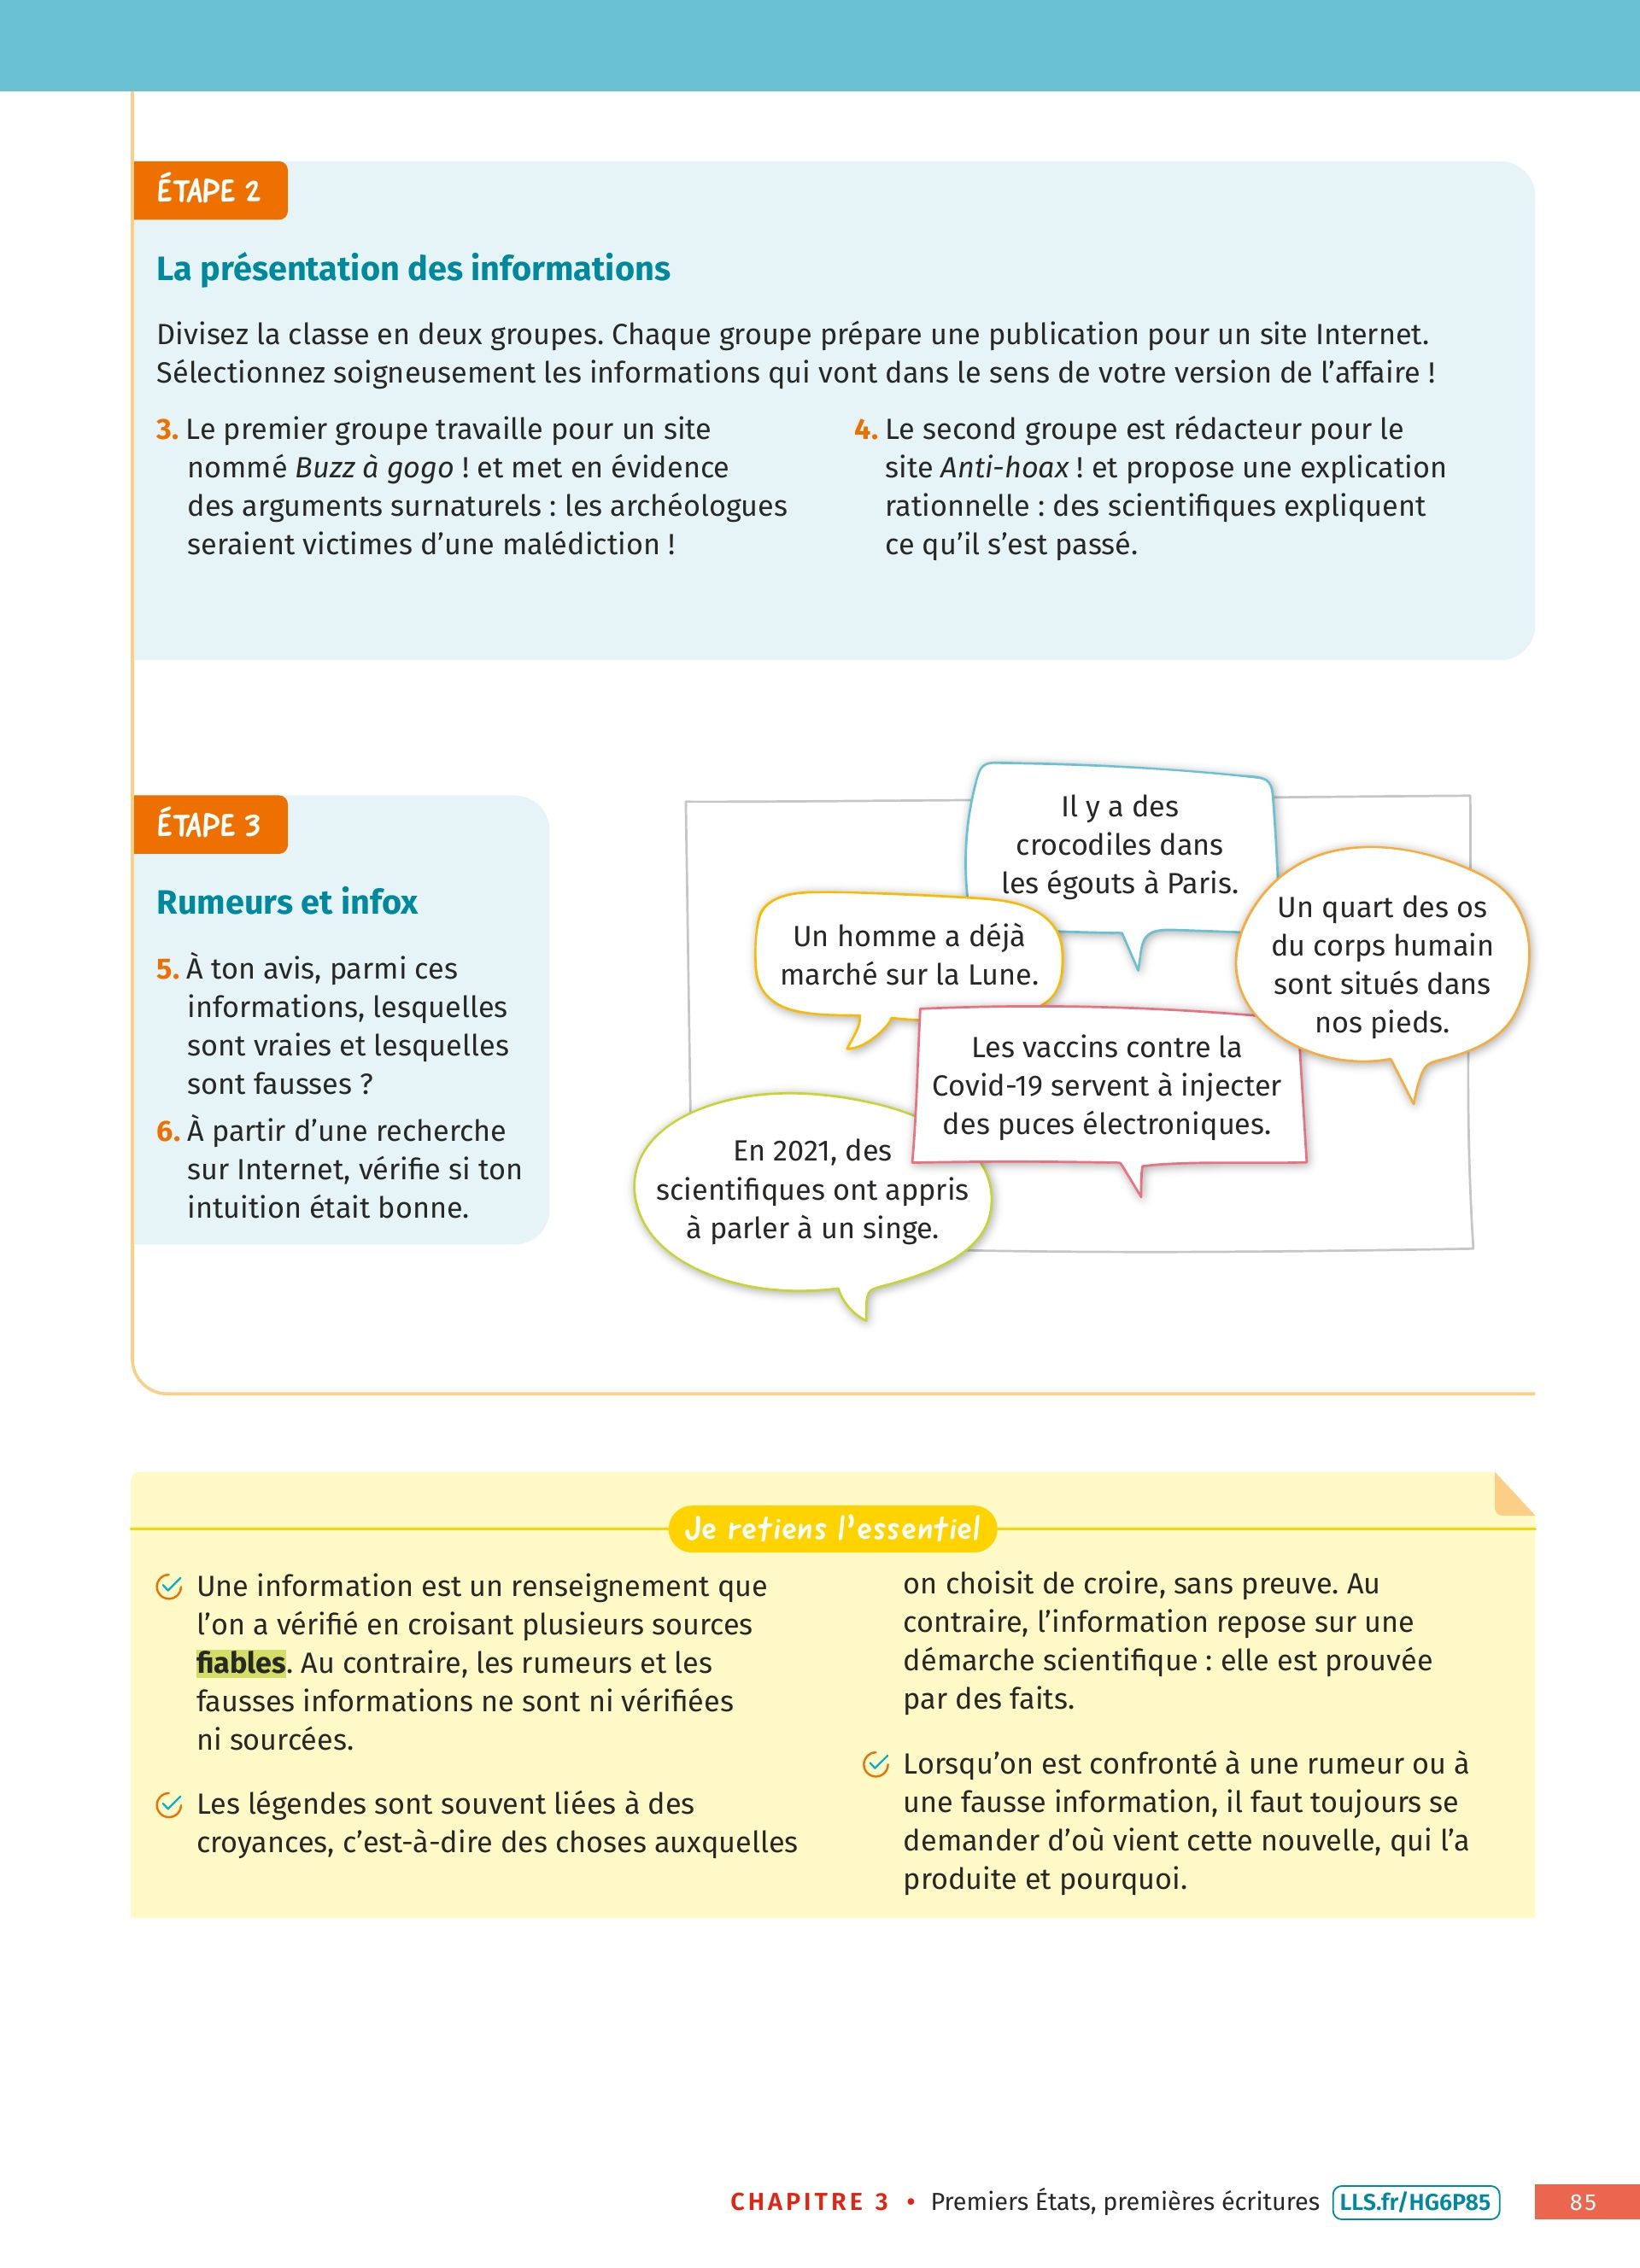 ÉTAPE 2
La présentation des informations
Divisez la classe en deux groupes. Chaque groupe prépare une publication pour un site Internet.
Sélectionnez soigneusement les informations qui vont dans le sens de votre version de l’affaire !
3. Le premier groupe travaille pour un site
nommé Buzz à gogo ! et met en évidence
des arguments surnaturels : les archéologues
seraient victimes d’une malédiction !
4. Le second groupe est rédacteur pour le
site Anti-hoax ! et propose une explication
rationnelle : des scientifiques expliquent
ce qu’il s’est passé.
ÉTAPE 3
Rumeurs et infox
5. À ton avis, parmi ces
informations, lesquelles
sont vraies et lesquelles
sont fausses ?
6. À partir d’une recherche
sur Internet, vérifie si ton
intuition était bonne.
Il y a des
crocodiles dans
les égouts à Paris.
Un homme a déjà
marché sur la Lune.
Un quart des os
du corps humain
sont situés dans
nos pieds.
Les vaccins contre la
Covid-19 servent à injecter
des puces électroniques.
En 2021, des
scientifiques ont appris
à parler à un singe.
Je retiens l’essentiel
Une information est un renseignement que
l’on a vérifié en croisant plusieurs sources
fiables. Au contraire, les rumeurs et les
fausses informations ne sont ni vérifiées
ni sourcées.
Les légendes sont souvent liées à des
croyances, c’est-à-dire des choses auxquelles
on choisit de croire, sans preuve. Au
contraire, l’information repose sur une
démarche scientifique : elle est prouvée
par des faits.
Lorsqu’on est confronté à une rumeur ou à
une fausse information, il faut toujours se
demander d’où vient cette nouvelle, qui l’a
produite et pourquoi.
CHAPITRE 3 • Premiers États, premières écritures LLS.fr/HG6P85 85